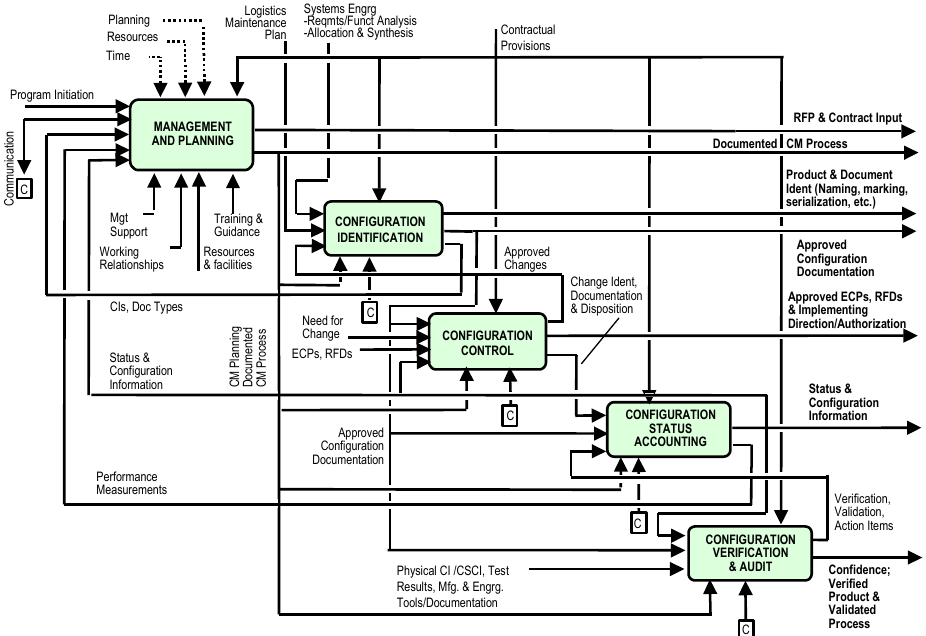 Planning
Resources
Time
Logistics
Maintenance
Plan
Systems Engrg
-Reqmts/Funct Analysis
-Allocation & Synthesis
Contractual
Provisions
Program Initiation
Communication
C
MANAGEMENT
AND PLANNING
RFP & Contract Input
Documented CM Process
Product & Document
Ident (Naming, marking,
serialization, etc.)
Mgt
Support
Working
Relationships
Training &
Guidance
Resources
& facilities
CONFIGURATION
IDENTIFICATION
Approved
Configuration
Documentation
Approved
Changes
CIs, Doc Types
C
Change Ident,
Documentation
& Disposition
Approved ECPs, RFDs
& Implementing
Direction/Authorization
Need for
Change
ECPs, RFDs
CONFIGURATION
CONTROL
CM Planning
Documented
CM Process
Status &
Configuration
Information
C
Status &
Configuration
Information
CONFIGURATION
STATUS
ACCOUNTING
Approved
Configuration
Documentation
Performance
Measurements
C
Verification,
Validation,
Action Items
CONFIGURATION
VERIFICATION
& AUDIT
Physical CI /CSCI, Test
Results, Mfg. & Engrg.
Tools/Documentation
Confidence;
Verified
Product &
Validated
Process
C